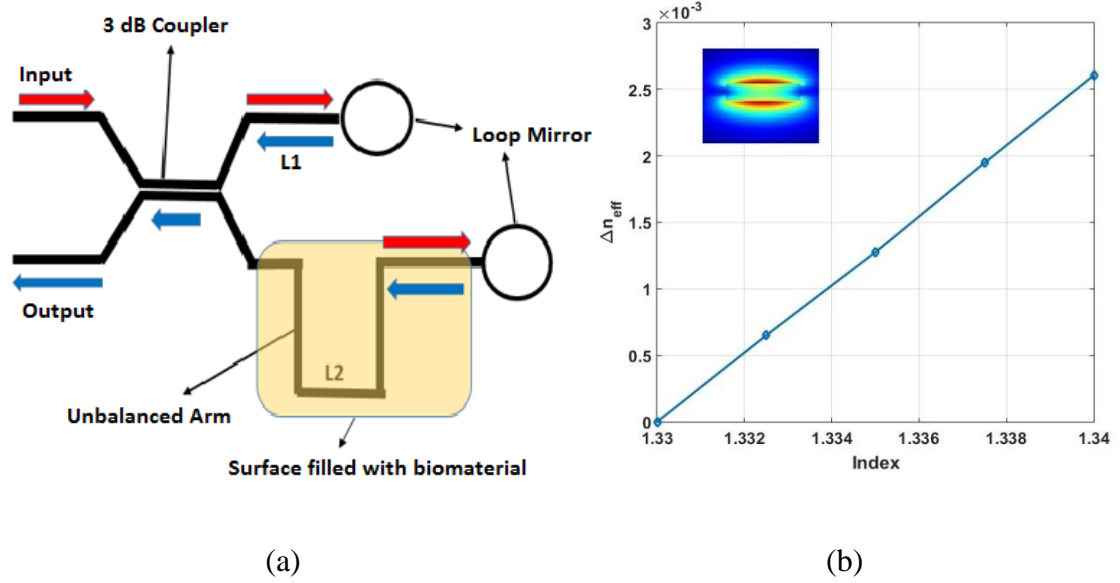 3 dB Coupler
Input
L1
Loop Mirror
Output
L2
Unbalanced Arm
Surface filled with biomaterial
×10⁻³
3
2.5
2
1.5
1
0.5
0
Δn_eff
1.33
1.332
1.334
1.336
1.338
1.34
Index
(a)
(b)